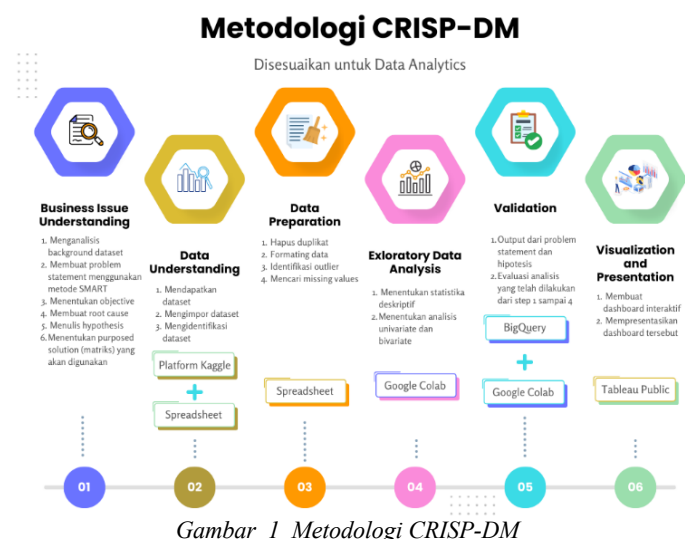 Metodologi CRISP-DM
Disesuaikan untuk Data Analytics
Business Issue
Understanding
1. Menganalisis
background dataset
2. Membuat problem
statement menggunakan
metode SMART
3. Menentukan objective
4. Membuat root cause
5. Menulis hypothesis
6. Menentukan purposed
solution (matriks) yang
akan digunakan
01
Data
Understanding
1. Mendapatkan
dataset
2. Mengimpor dataset
3. Mengidentifikasi
dataset
Platform Kaggle
+
Spreadsheet
02
Data
Preparation
1. Hapus duplikat
2. Formating data
3. Identifikasi outlier
4. Mencari missing values
Spreadsheet
03
Exloratory Data
Analysis
1. Menentukan statistika
deskriptif
2. Menentukan analisis
univariate dan
bivariate
Google Colab
04
Validation
1. Output dari problem
statement dan
hipotesis
2. Evaluasi analisis
yang telah dilakukan
dari step 1 sampai 4
BigQuery
+
Google Colab
05
Visualization
and
Presentation
1. Membuat
dashboard interaktif
2. Mempresentasikan
dashboard tersebut
Tableau Public
06
Gambar 1 Metodologi CRISP-DM